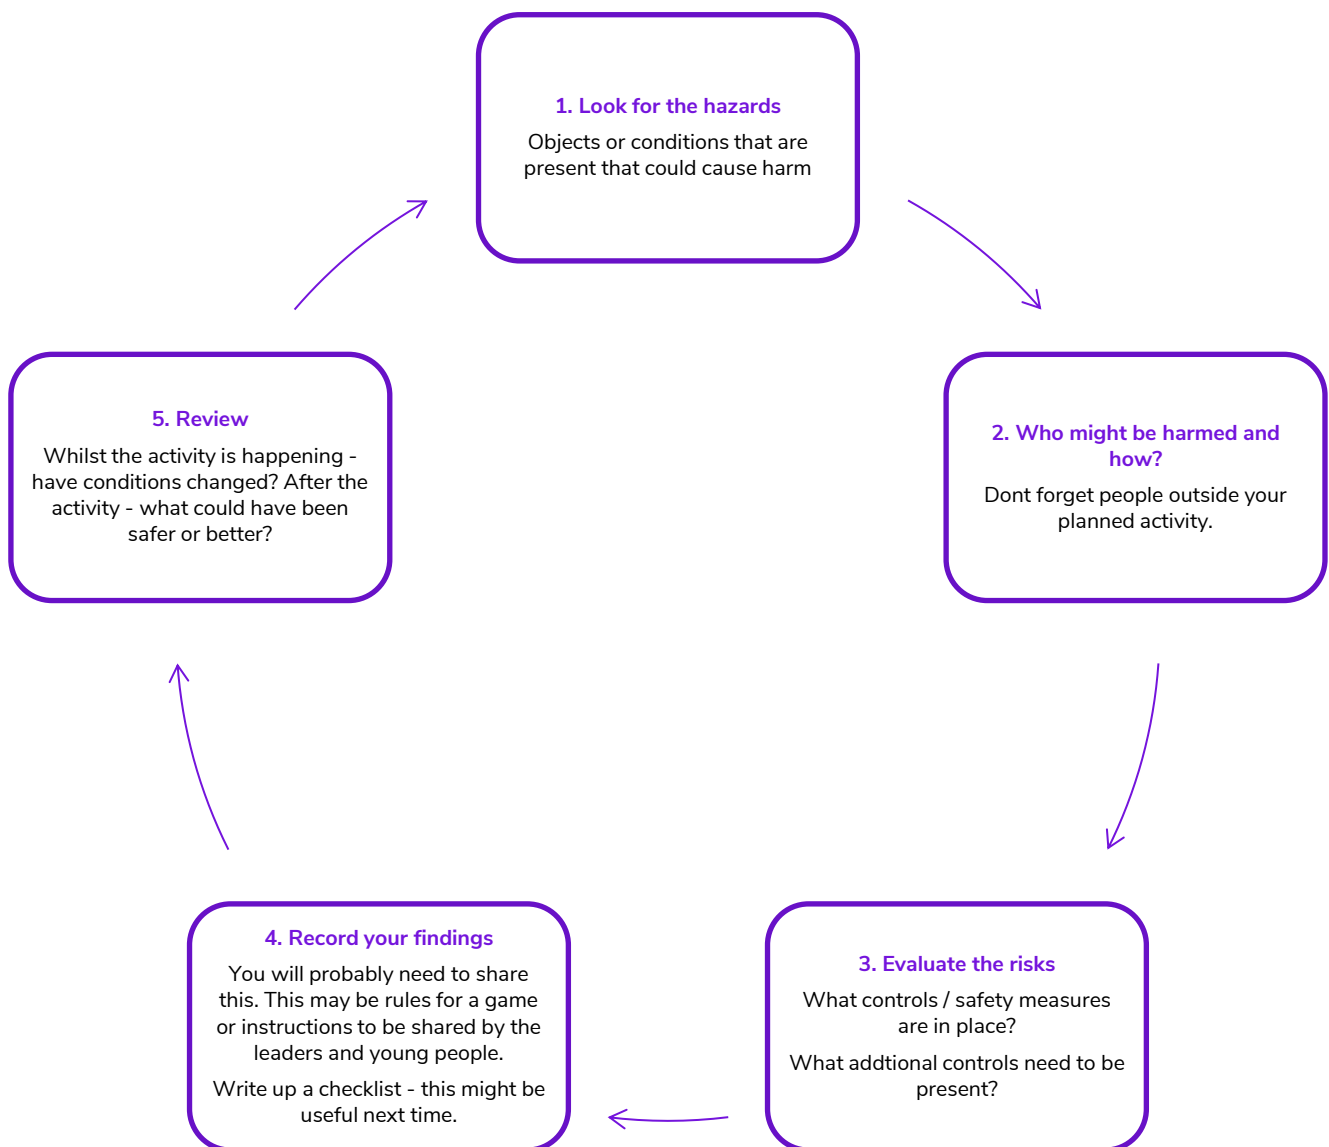 1. Look for the hazards
Objects or conditions that are
present that could cause harm
2. Who might be harmed and
how?
Dont forget people outside your
planned activity.
3. Evaluate the risks
What controls / safety measures
are in place?
What addtional controls need to be
present?
4. Record your findings
You will probably need to share
this. This may be rules for a game
or instructions to be shared by the
leaders and young people.
Write up a checklist - this might be
useful next time.
5. Review
Whilst the activity is happening -
have conditions changed? After the
activity - what could have been
safer or better?